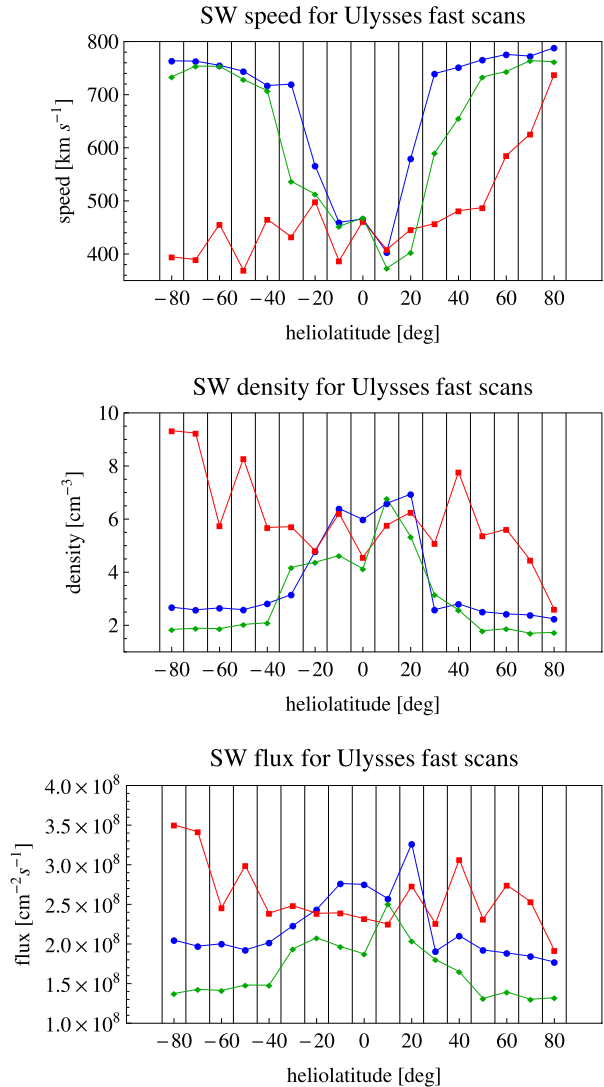 SW speed for Ulysses fast scans
800
700
600
500
400
speed [km s⁻¹]
−80 −60 −40 −20 0 20 40 60 80
heliolatitude [deg]
SW density for Ulysses fast scans
10
8
6
4
2
density [cm⁻³]
−80 −60 −40 −20 0 20 40 60 80
heliolatitude [deg]
SW flux for Ulysses fast scans
4.0 × 10⁸
3.5 × 10⁸
3.0 × 10⁸
2.5 × 10⁸
2.0 × 10⁸
1.5 × 10⁸
1.0 × 10⁸
flux [cm⁻² s⁻¹]
−80 −60 −40 −20 0 20 40 60 80
heliolatitude [deg]